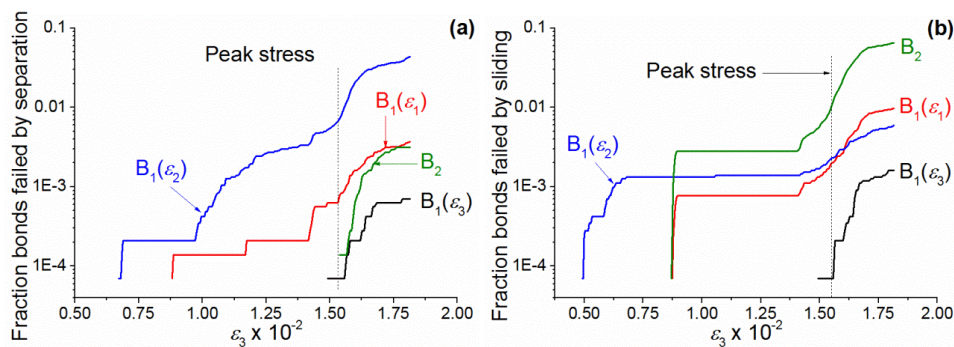 (a)
Peak stress
B₁(ε₁)
B₁(ε₂)
B₂
B₁(ε₃)
Fraction bonds failed by separation
0.1
0.01
1E-3
1E-4
0.50 0.75 1.00 1.25 1.50 1.75 2.00
ε₃ x 10⁻²
(b)
B₂
Peak stress
B₁(ε₁)
B₁(ε₂)
B₁(ε₃)
Fraction bonds failed by sliding
0.1
0.01
1E-3
1E-4
0.50 0.75 1.00 1.25 1.50 1.75 2.00
ε₃ x 10⁻²